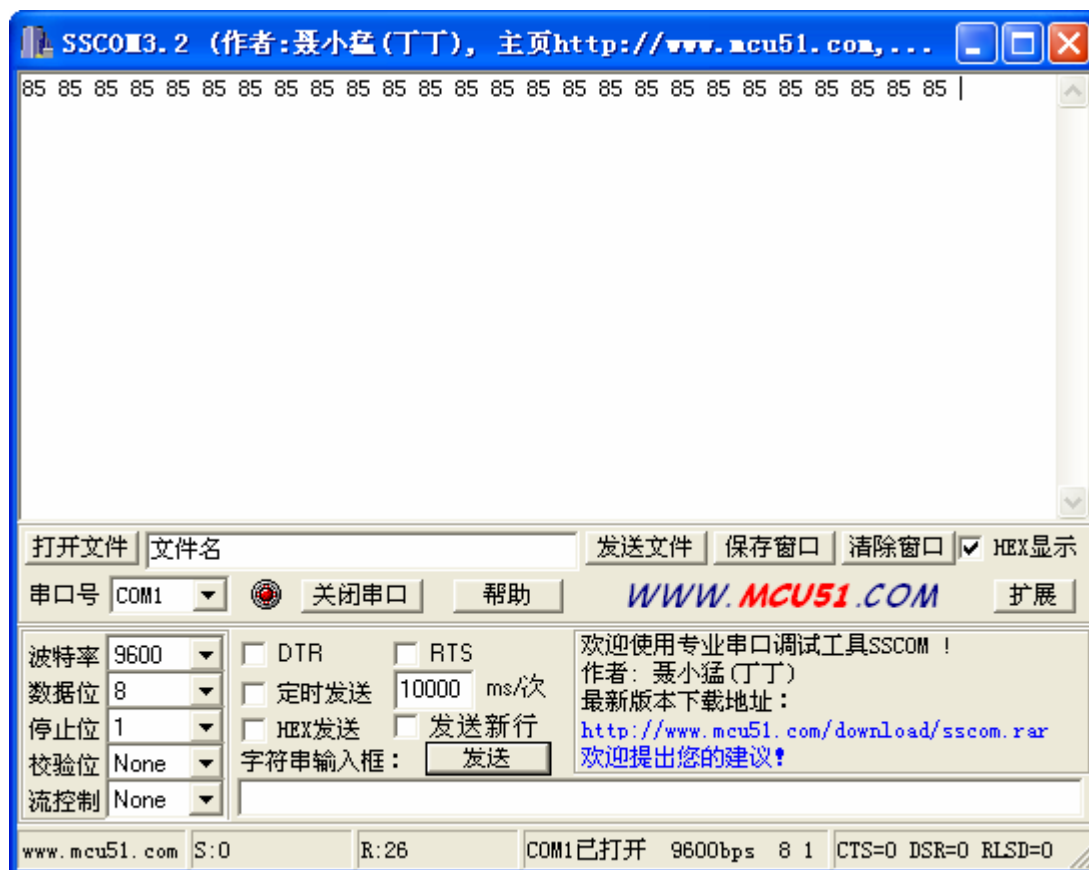 SSCOM3.2 (作者:聂小猛(丁丁), 主页http://www.mcu51.com,...
85 85 85 85 85 85 85 85 85 85 85 85 85 85 85 85 85 85 85 85 85 85 85 85 85 85
打开文件 文件名 发送文件 保存窗口 清除窗口 HEX显示
串口号 COM1 关闭串口 帮助 WWW.MCU51.COM 扩展
波特率 9600 DTR RTS
数据位 8 定时发送 10000 ms/次
停止位 1 HEX发送 发送新行
校验位 None 字符串输入框： 发送
流控制 None
欢迎使用专业串口调试工具SSCOM !
作者: 聂小猛(丁丁)
最新版本下载地址：
http://www.mcu51.com/download/sscom.rar
欢迎提出您的建议!
www.mcu51.com S:0 R:26 COM1已打开 9600bps 8 1 CTS=0 DSR=0 RLSD=0